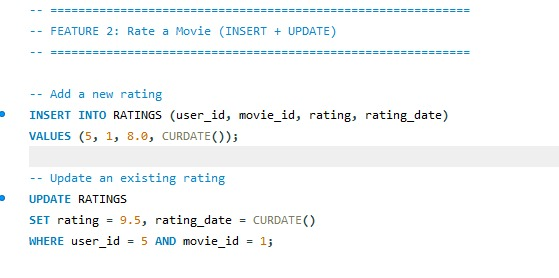 -- ============================================================
-- FEATURE 2: Rate a Movie (INSERT + UPDATE)
-- ============================================================
-- Add a new rating
INSERT INTO RATINGS (user_id, movie_id, rating, rating_date)
VALUES (5, 1, 8.0, CURDATE());
-- Update an existing rating
UPDATE RATINGS
SET rating = 9.5, rating_date = CURDATE()
WHERE user_id = 5 AND movie_id = 1;